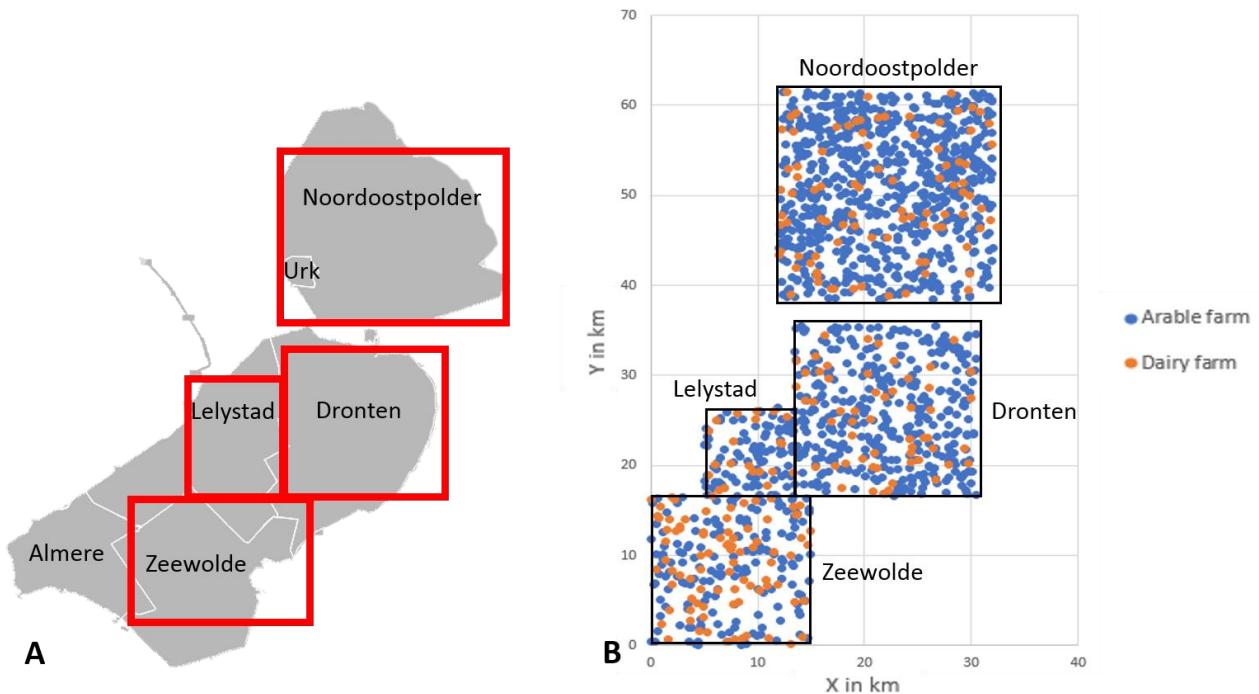 Noordoostpolder
Urk
Lelystad
Dronten
Almere
Zeewolde
A
70
60
50
40
30
20
10
0
Y in km
Noordoostpolder
Lelystad
Dronten
Zeewolde
0 10 20 30 40
X in km
B
Arable farm
Dairy farm